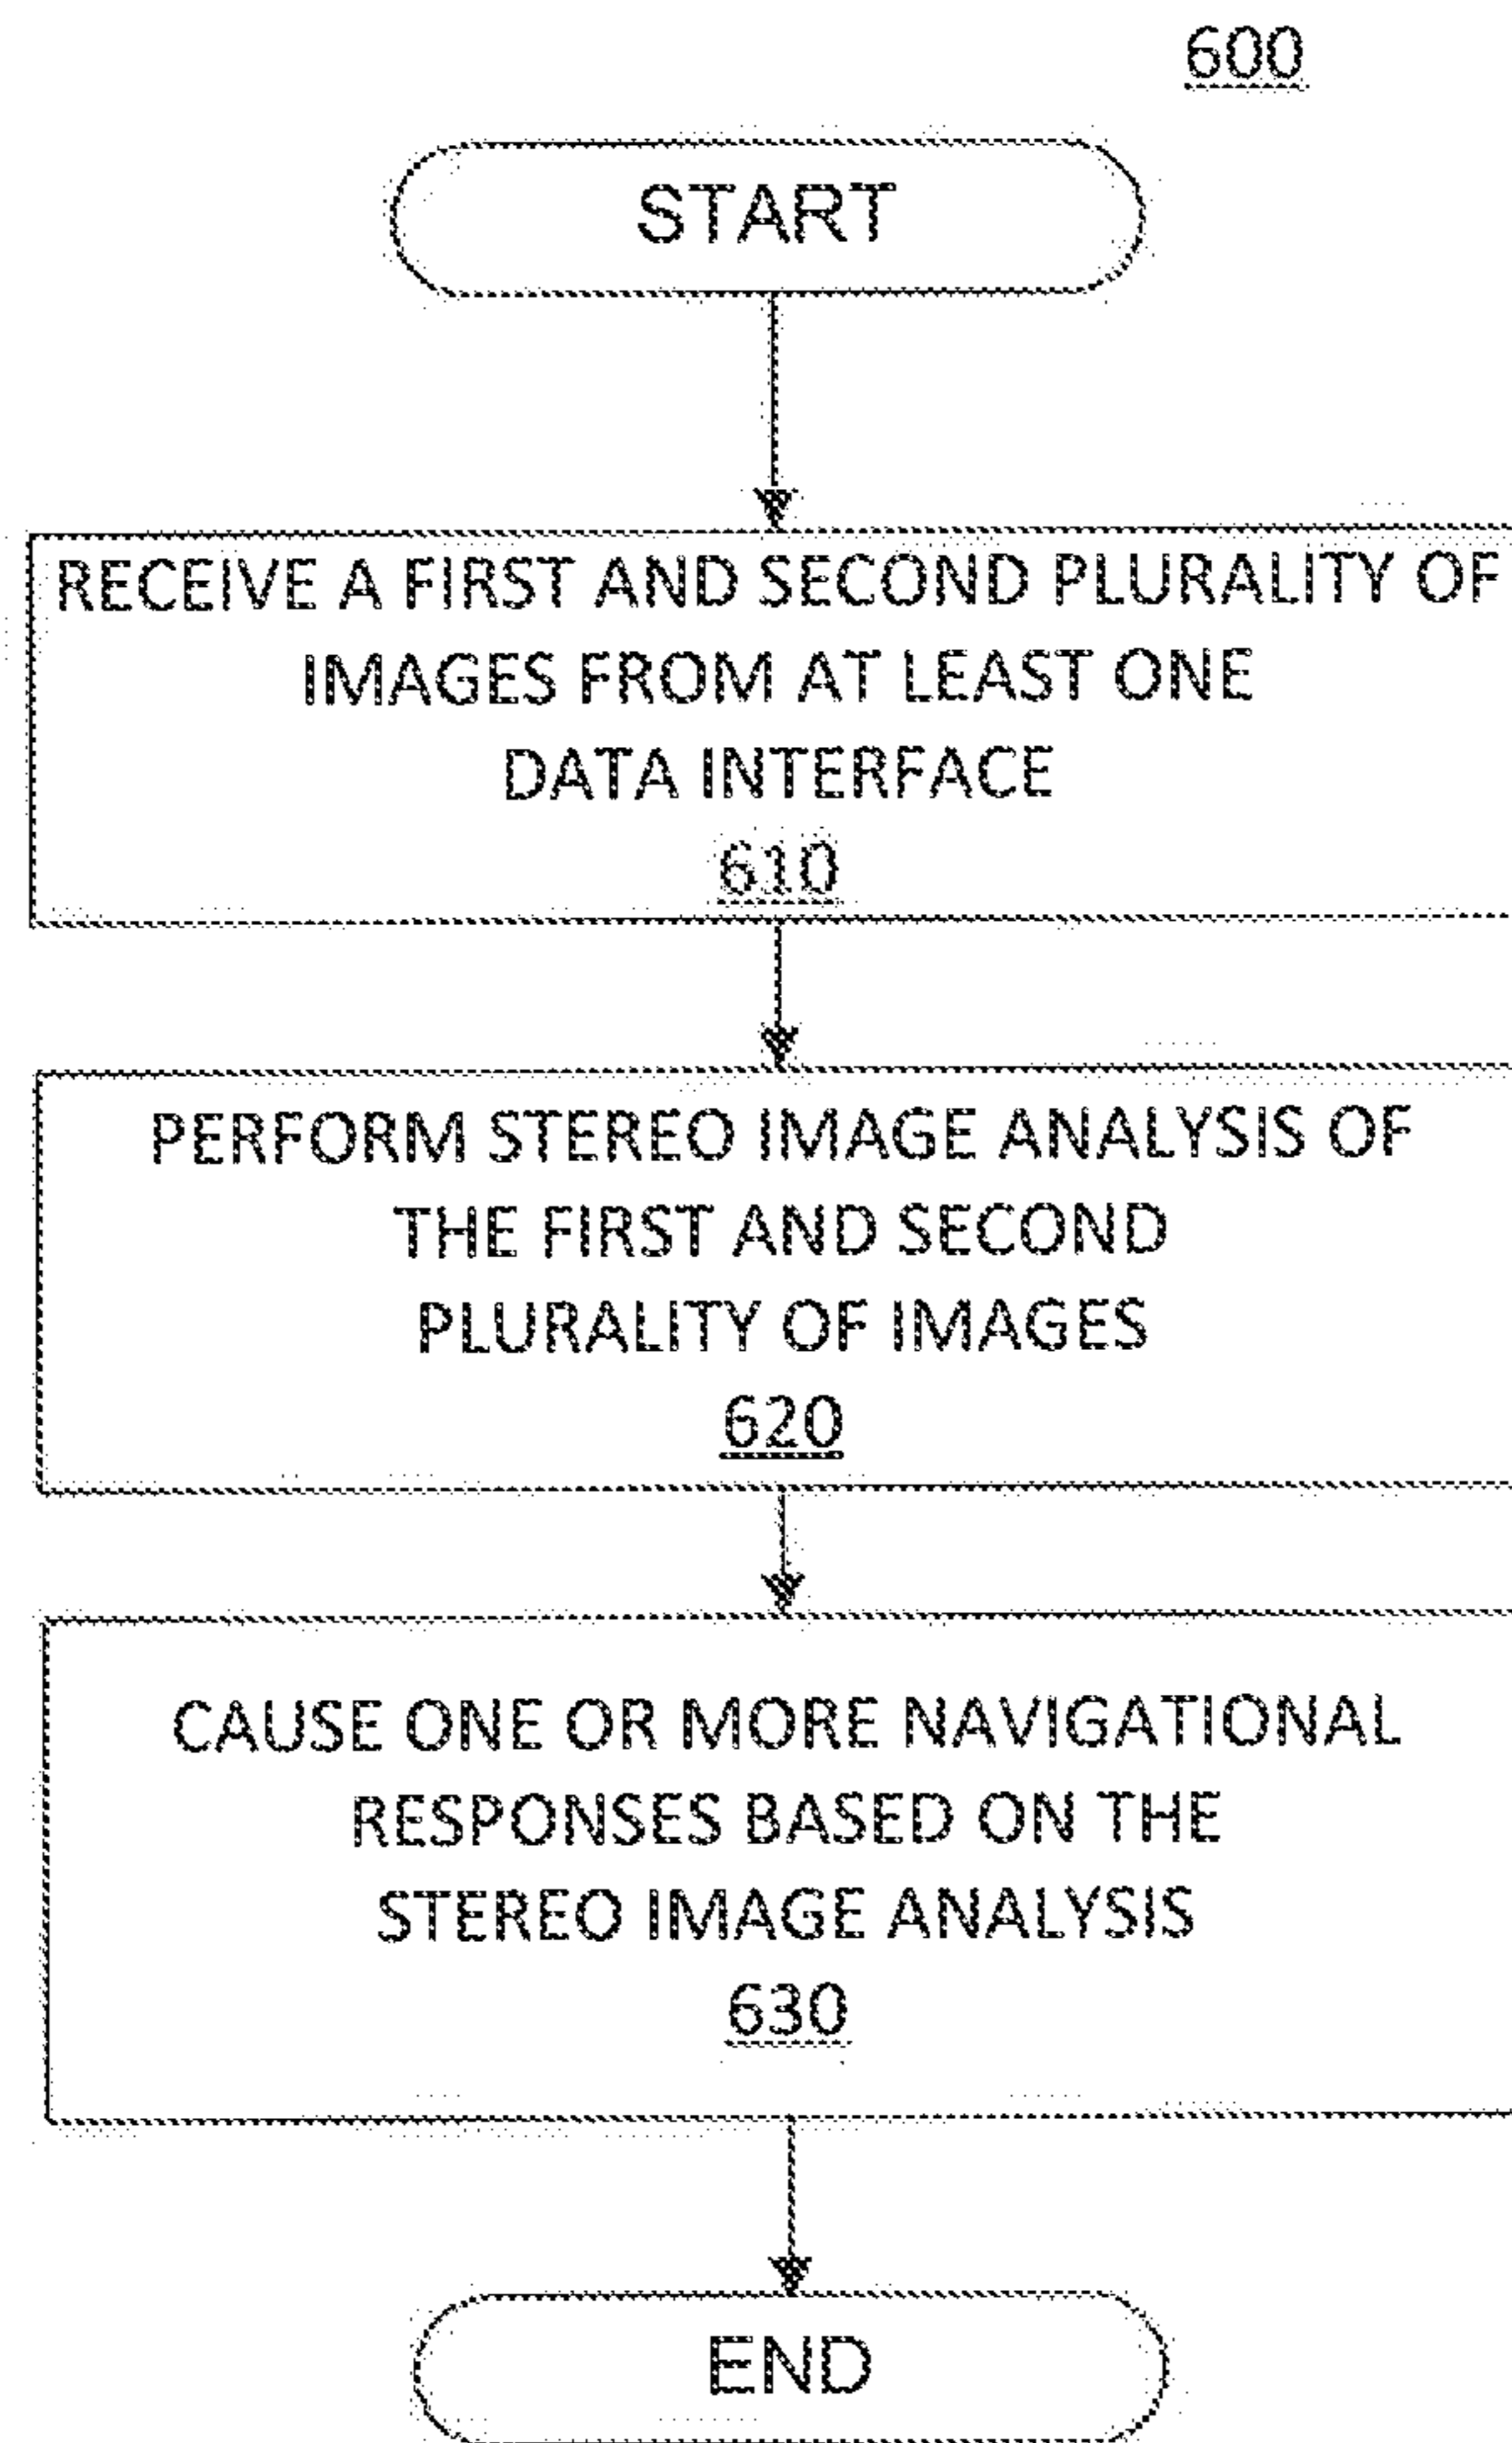 600
START
RECEIVE A FIRST AND SECOND PLURALITY OF
IMAGES FROM AT LEAST ONE
DATA INTERFACE
610
PERFORM STEREO IMAGE ANALYSIS OF
THE FIRST AND SECOND
PLURALITY OF IMAGES
620
CAUSE ONE OR MORE NAVIGATIONAL
RESPONSES BASED ON THE
STEREO IMAGE ANALYSIS
630
END